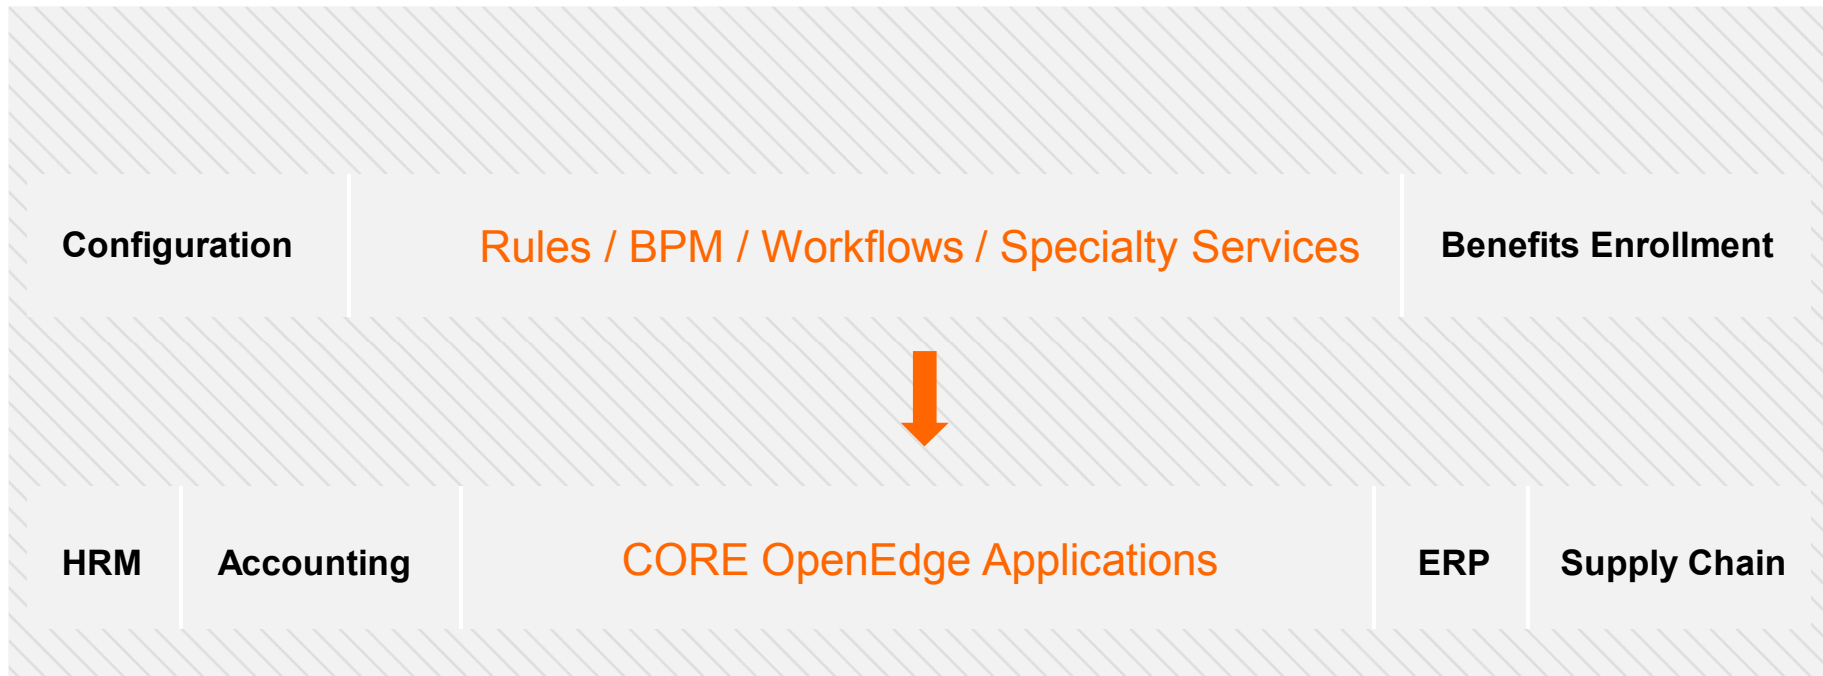 Configuration
Rules / BPM / Workflows / Specialty Services
Benefits Enrollment
HRM
Accounting
CORE OpenEdge Applications
ERP
Supply Chain